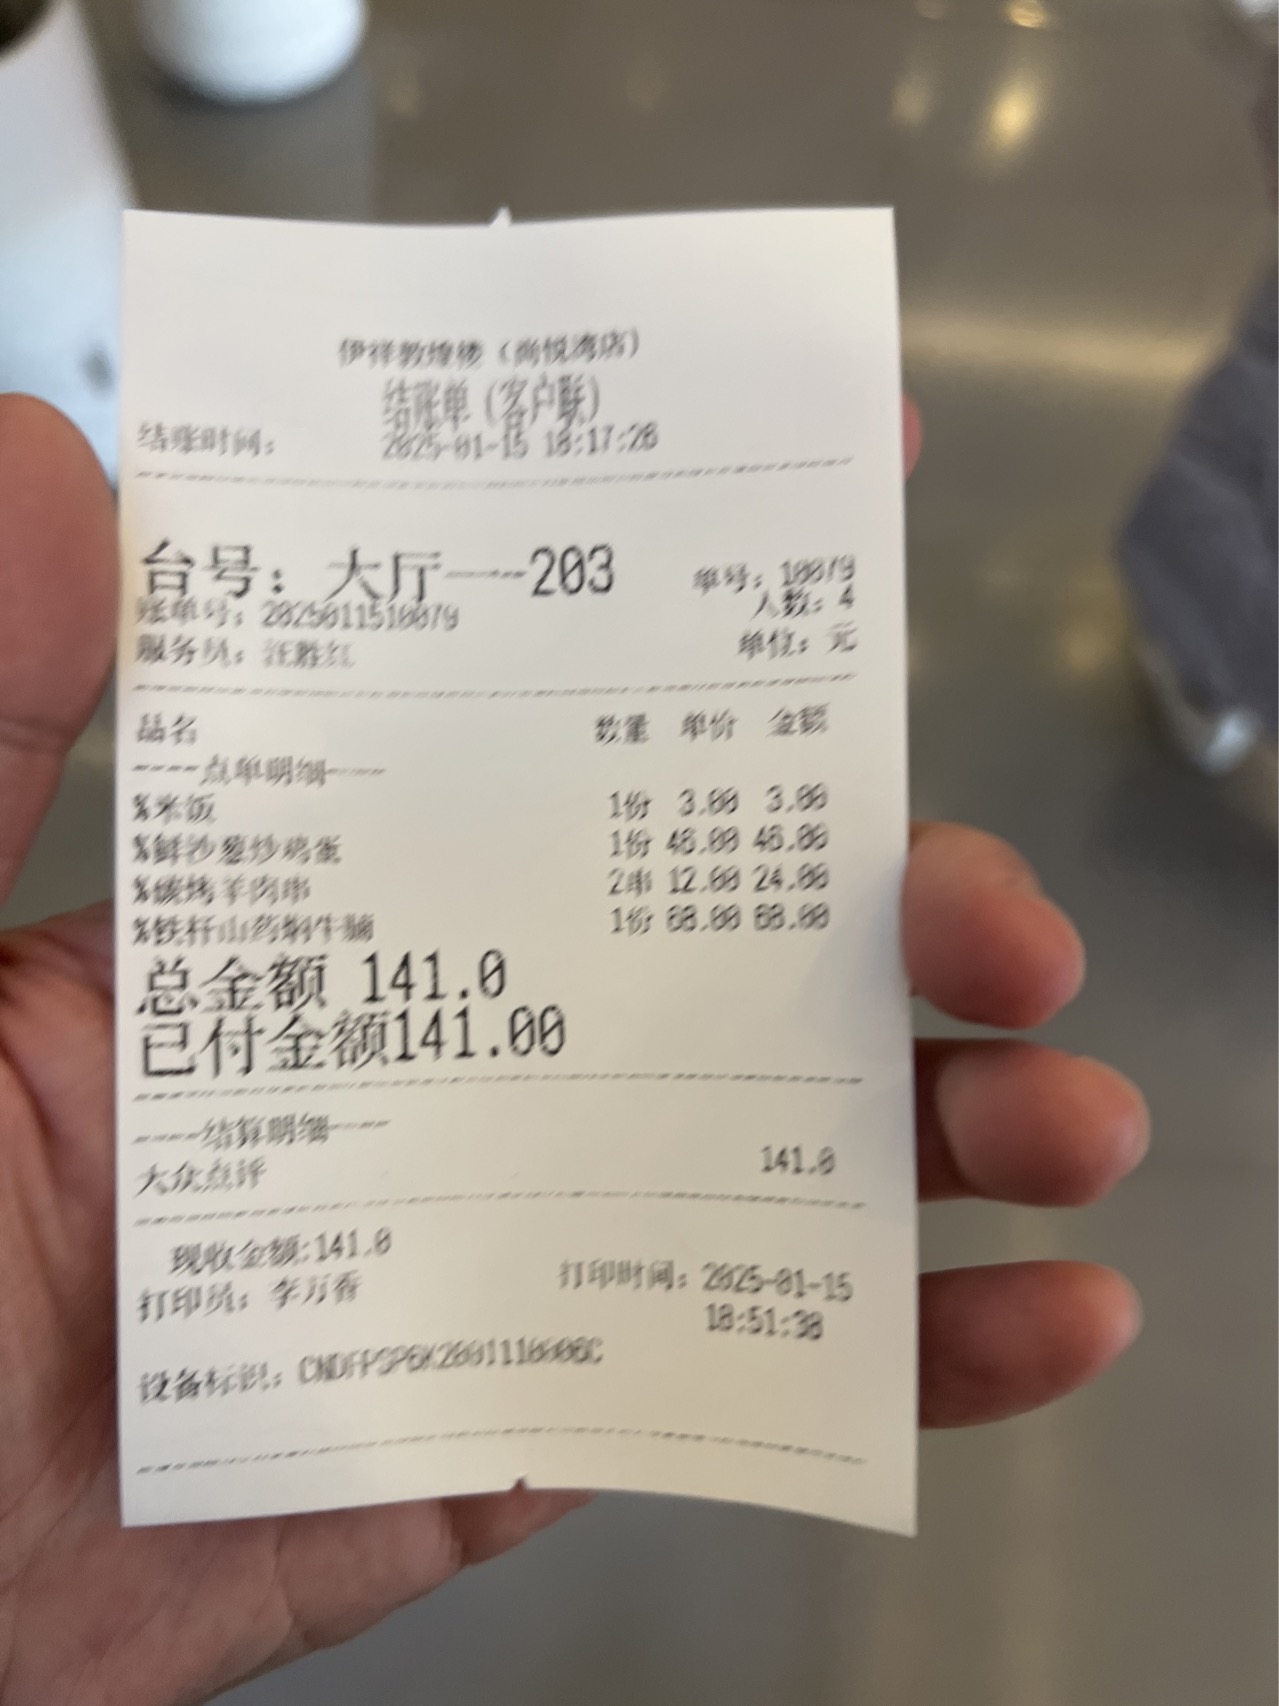 伊祥敦煌楼（尚悦湾店）
结账单（客户联）
结账时间： 2025-01-15 18:17:26
台号： 大厅——203 单号：10079
人数：4
账单号：2025011510079
服务员：汪胜红 单位：元
品名 数量 单价 金额
----点单明细----
%米饭 1份 3.00 3.00
%鲜沙葱炒鸡蛋 1份 46.00 46.00
%碳烤羊肉串 2串 12.00 24.00
%铁杆山药焖牛腩 1份 68.00 68.00
总金额 141.0
已付金额141.00
----结算明细----
大众点评 141.0
现收金额:141.0
打印员：李万香 打印时间：2025-01-15
18:51:30
设备标识：